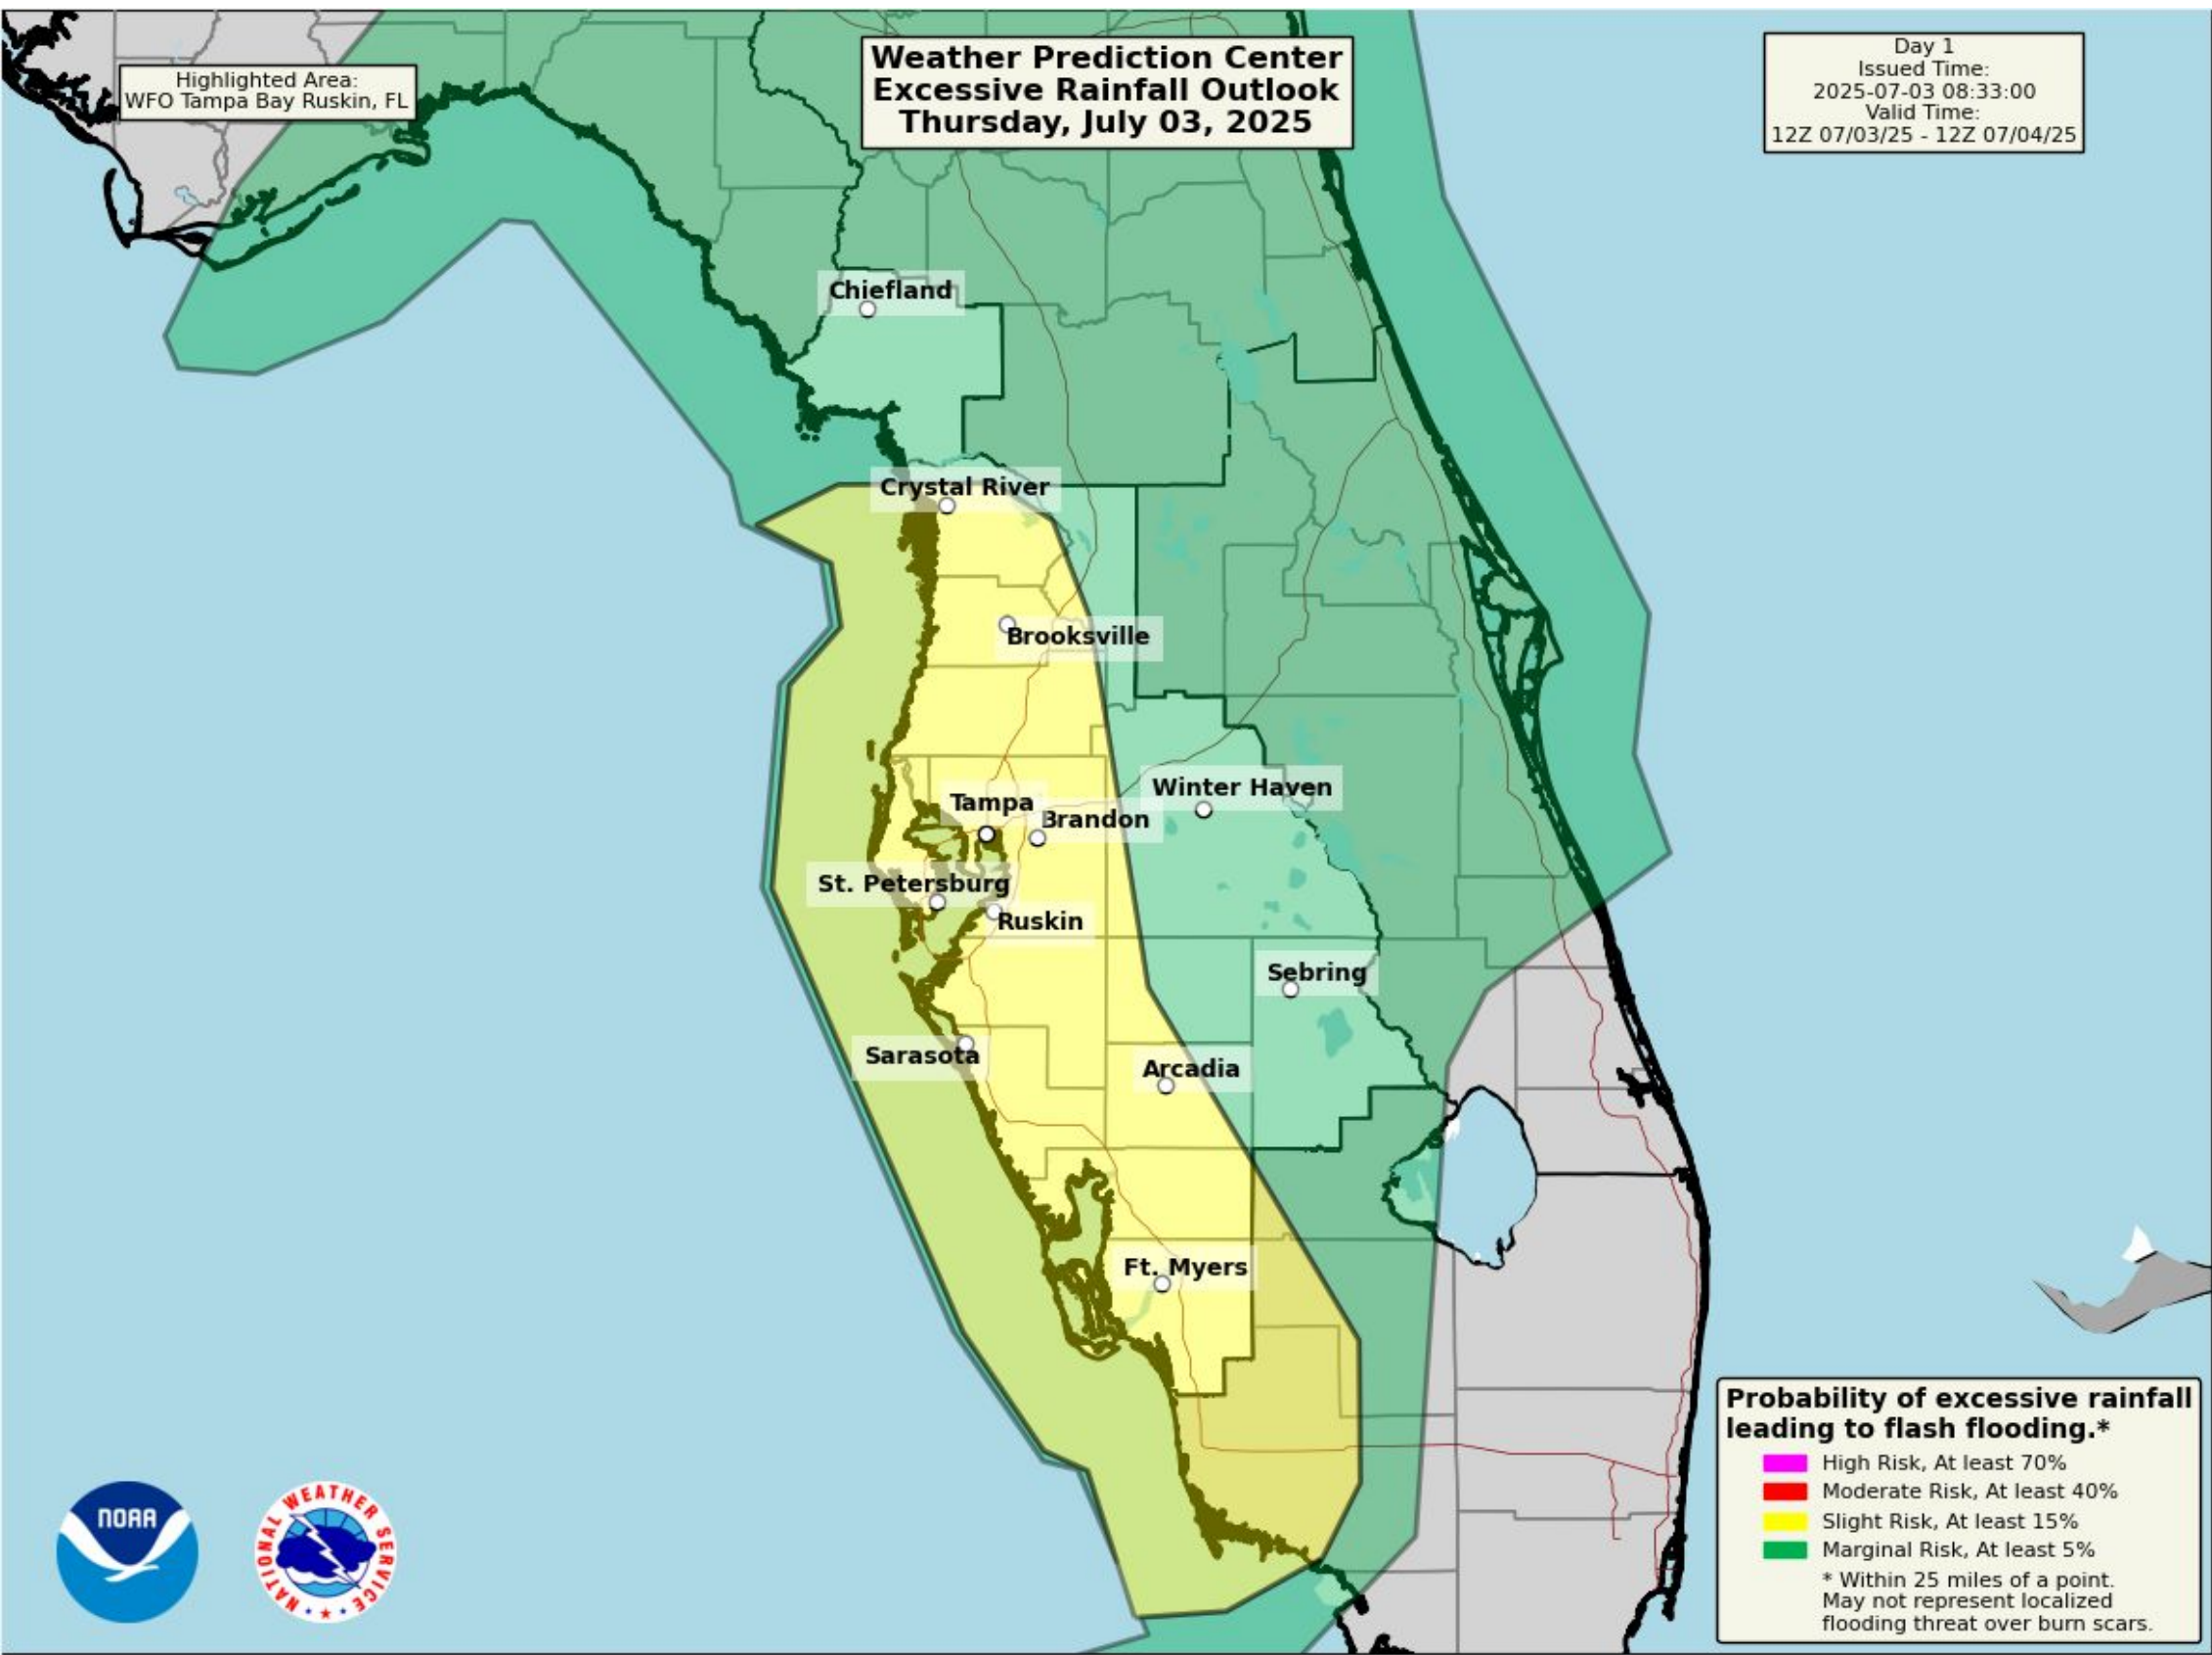 Weather Prediction Center
Excessive Rainfall Outlook
Thursday, July 03, 2025
Highlighted Area:
WFO Tampa Bay Ruskin, FL
Day 1
Issued Time:
2025-07-03 08:33:00
Valid Time:
12Z 07/03/25 - 12Z 07/04/25
Chiefland
Crystal River
Brooksville
Winter Haven
Tampa
Brandon
St. Petersburg
Ruskin
Sebring
Sarasota
Arcadia
Ft. Myers
Probability of excessive rainfall
leading to flash flooding.*
High Risk, At least 70%
Moderate Risk, At least 40%
Slight Risk, At least 15%
Marginal Risk, At least 5%
* Within 25 miles of a point.
May not represent localized
flooding threat over burn scars.
NOAA
NATIONAL WEATHER SERVICE